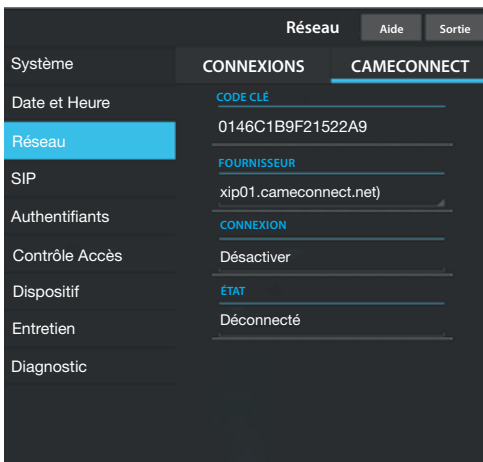 Réseau
Aide
Sortie
Système
Date et Heure
Réseau
SIP
Authentifiants
Contrôle Accès
Dispositif
Entretien
Diagnostic
CONNEXIONS
CAMECONNECT
CODE CLÉ
0146C1B9F21522A9
FOURNISSEUR
xip01.cameconnect.net)
CONNEXION
Désactiver
ÉTAT
Déconnecté